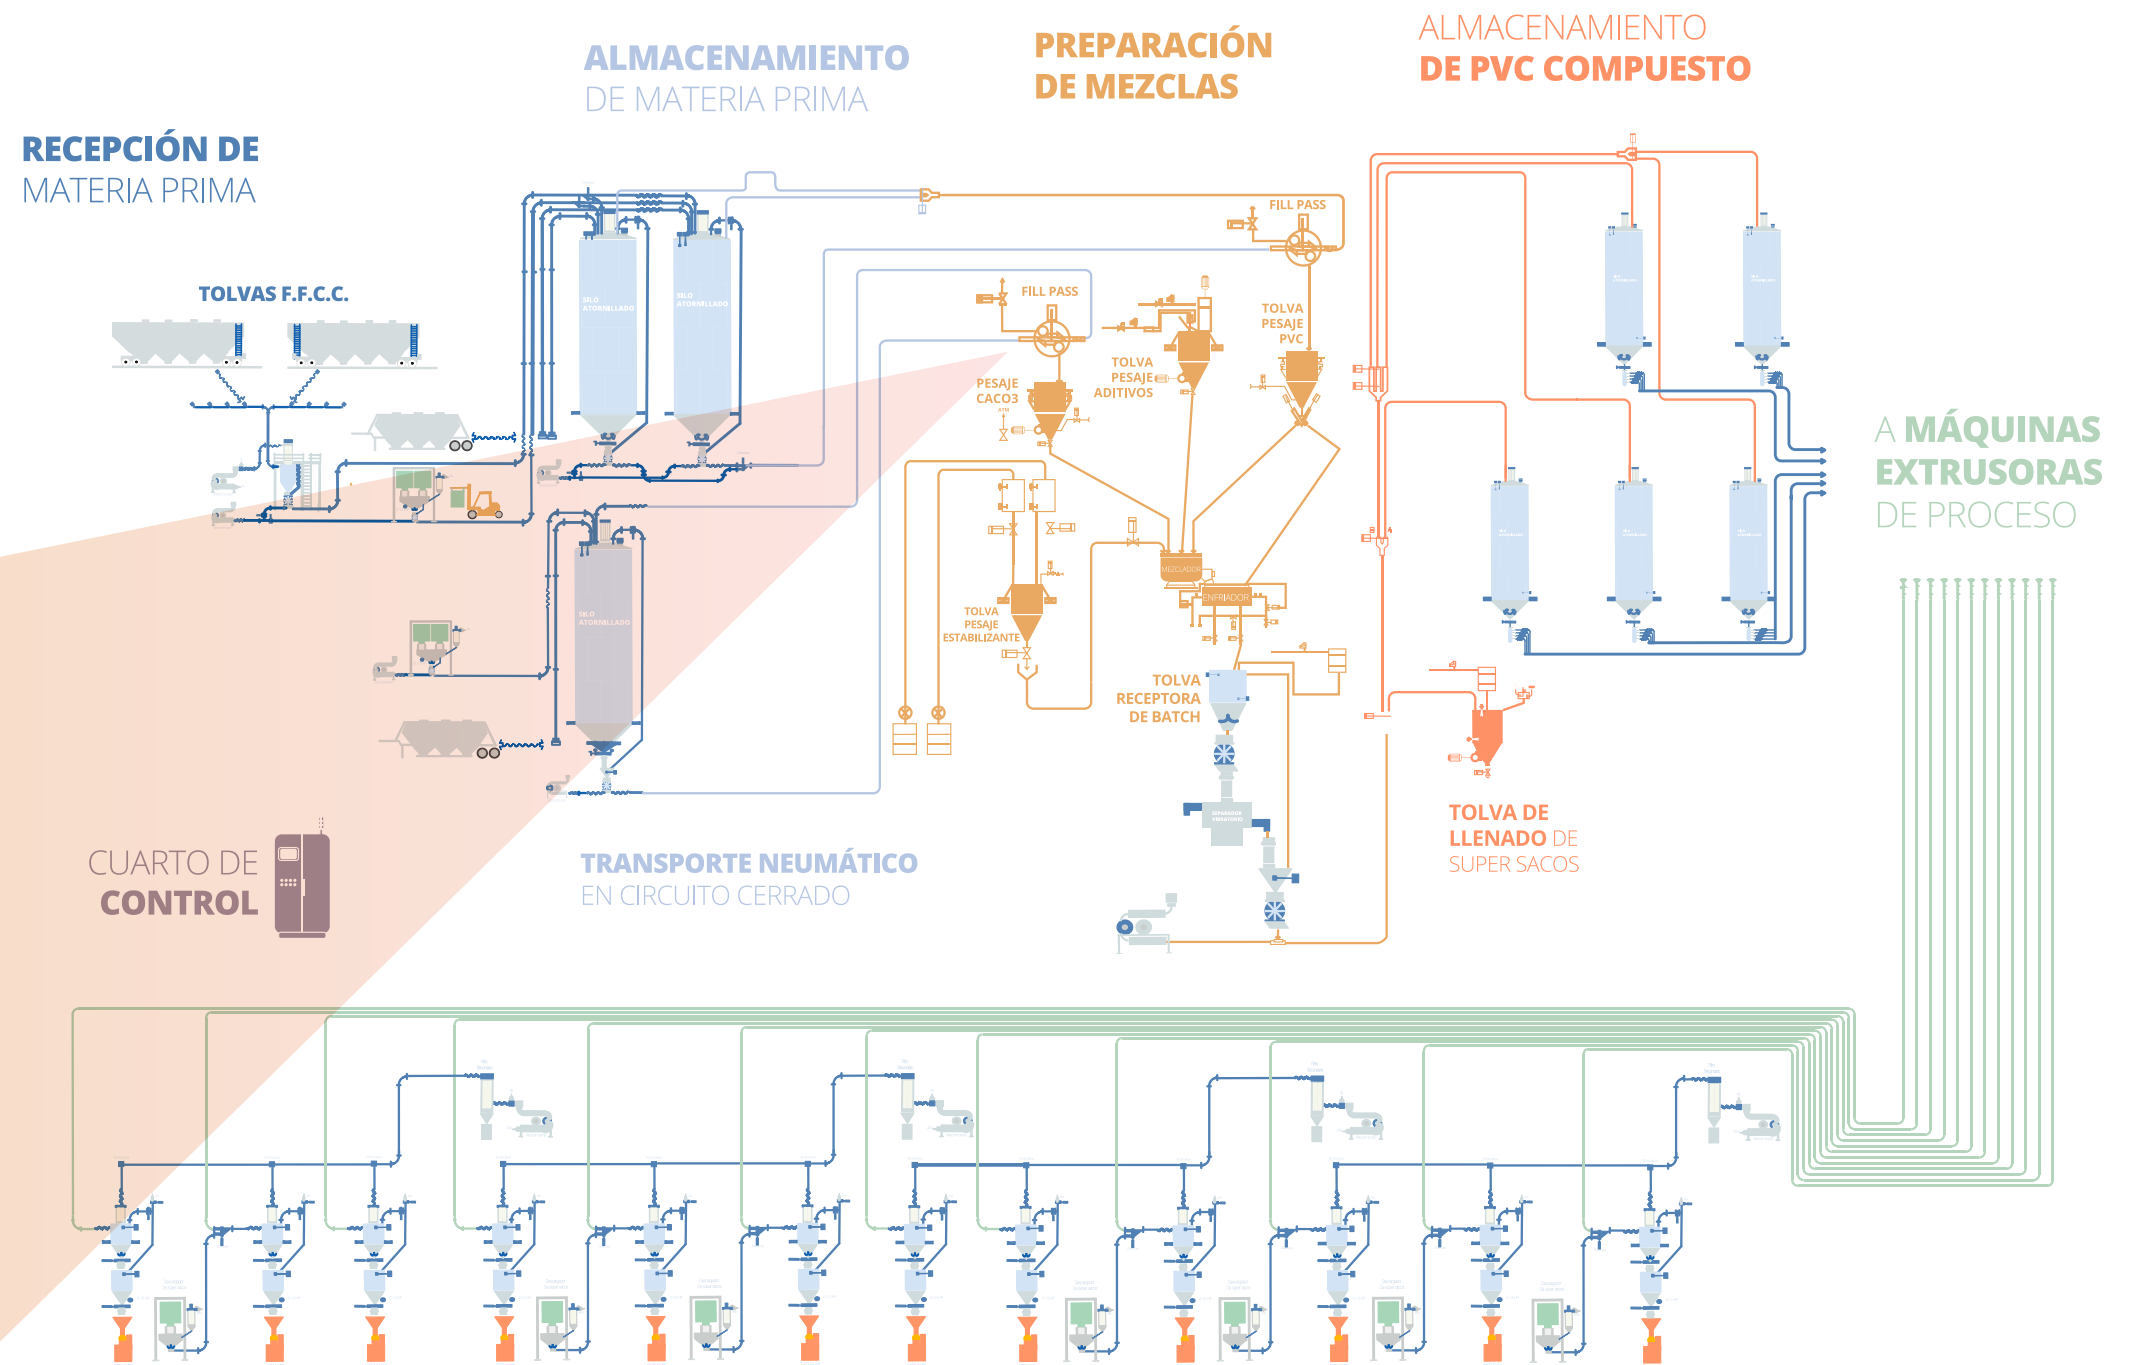 ALMACENAMIENTO
DE PVC COMPUESTO
PREPARACIÓN
DE MEZCLAS
ALMACENAMIENTO
DE MATERIA PRIMA
RECEPCIÓN DE
MATERIA PRIMA
FILL PASS
TOLVAS F.F.C.C.
FILL PASS
SILO
ATORNILLADO
SILO
ATORNILLADO
TOLVA
PESAJE
PVC
TOLVA
PESAJE
ADITIVOS
PESAJE
CACO3
ATM
A MÁQUINAS
EXTRUSORAS
DE PROCESO
MEZCLADOR
ENFRIADOR
SILO
ATORNILLADO
TOLVA
PESAJE
ESTABILIZANTE
TOLVA
RECEPTORA
DE BATCH
SEPARADOR
VIBRATORIO
TOLVA DE
LLENADO DE
SUPER SACOS
CUARTO DE
CONTROL
TRANSPORTE NEUMÁTICO
EN CIRCUITO CERRADO